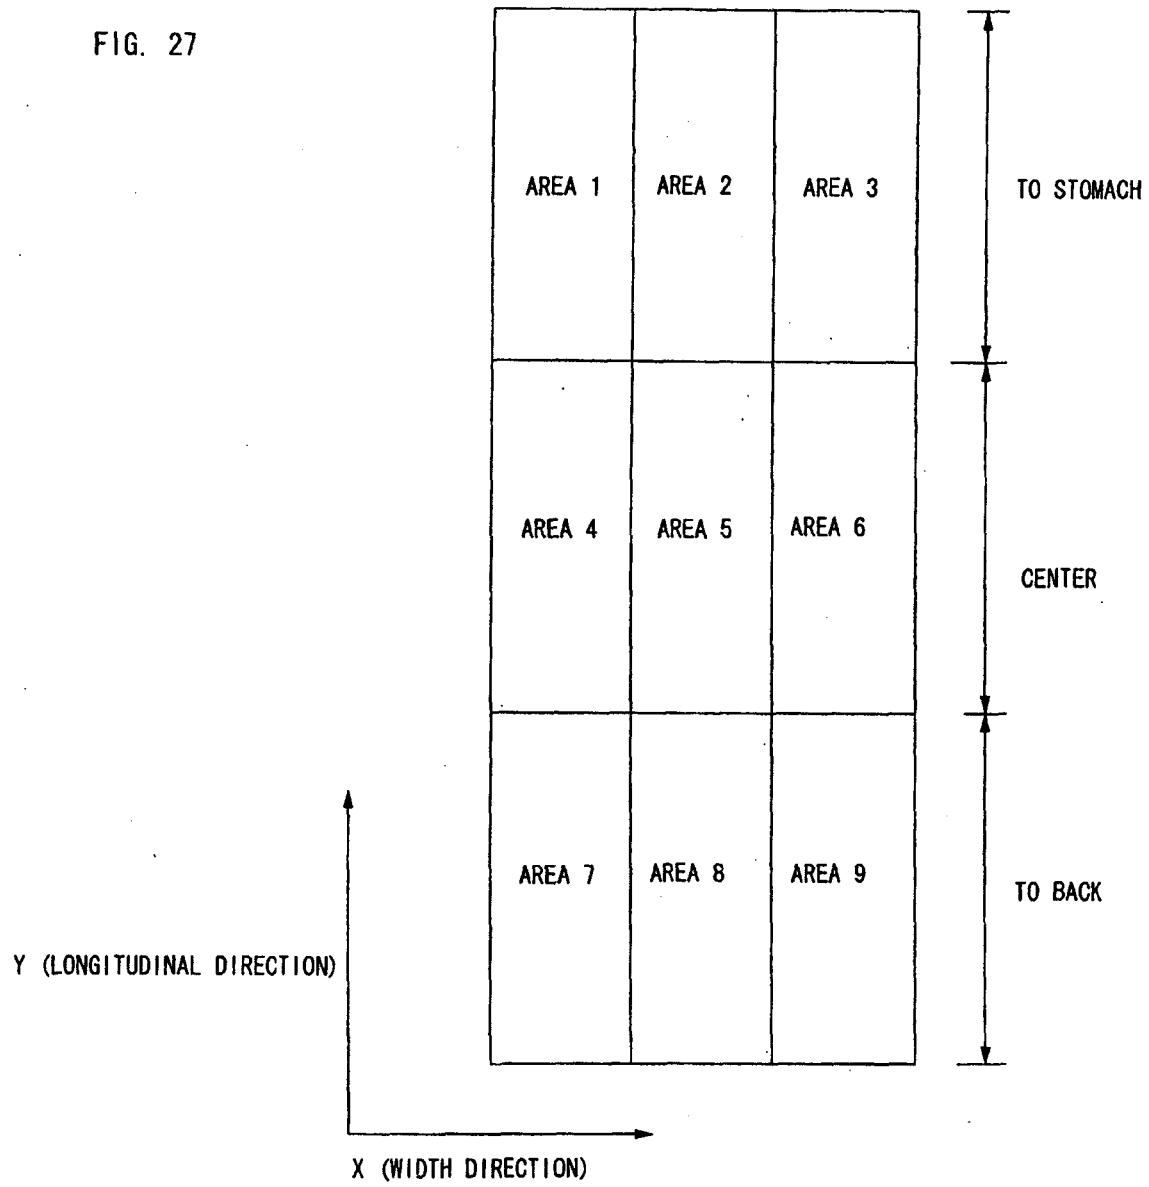 FIG. 27
AREA 1
AREA 2
AREA 3
TO STOMACH
AREA 4
AREA 5
AREA 6
CENTER
AREA 7
AREA 8
AREA 9
TO BACK
Y (LONGITUDINAL DIRECTION)
X (WIDTH DIRECTION)